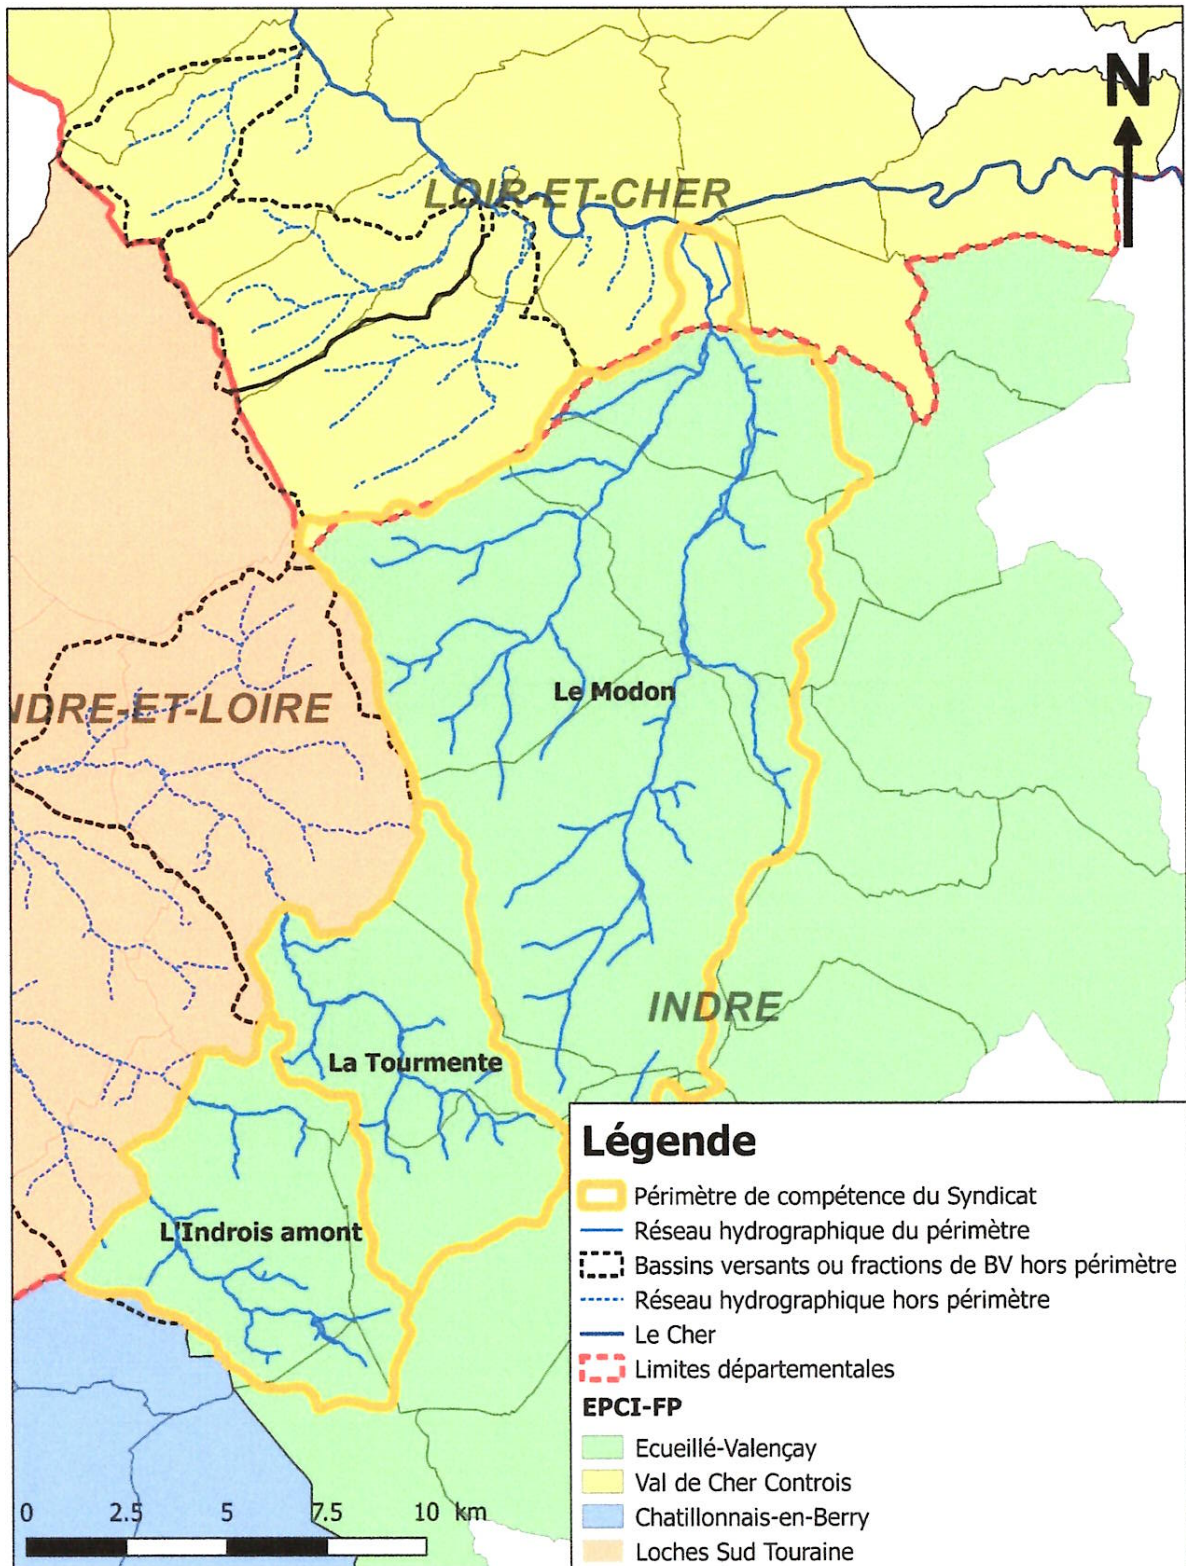 N
LOIR-ET-CHER
NDRE-ET-LOIRE
Le Modon
INDRE
La Tourmente
L'Indrois amont
Légende
Périmètre de compétence du Syndicat
Réseau hydrographique du périmètre
Bassins versants ou fractions de BV hors périmètre
Réseau hydrographique hors périmètre
Le Cher
Limites départementales
EPCI-FP
Ecueillé-Valençay
Val de Cher Controis
Chatillonnais-en-Berry
Loches Sud Touraine
0 2.5 5 7.5 10 km